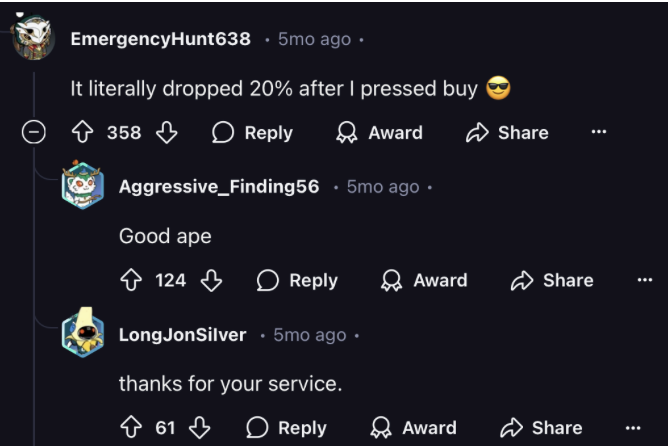 EmergencyHunt638 • 5mo ago •
It literally dropped 20% after I pressed buy 😎
358 Reply Award Share ...
Aggressive_Finding56 • 5mo ago •
Good ape
124 Reply Award Share ...
LongJonSilver • 5mo ago •
thanks for your service.
61 Reply Award Share ...